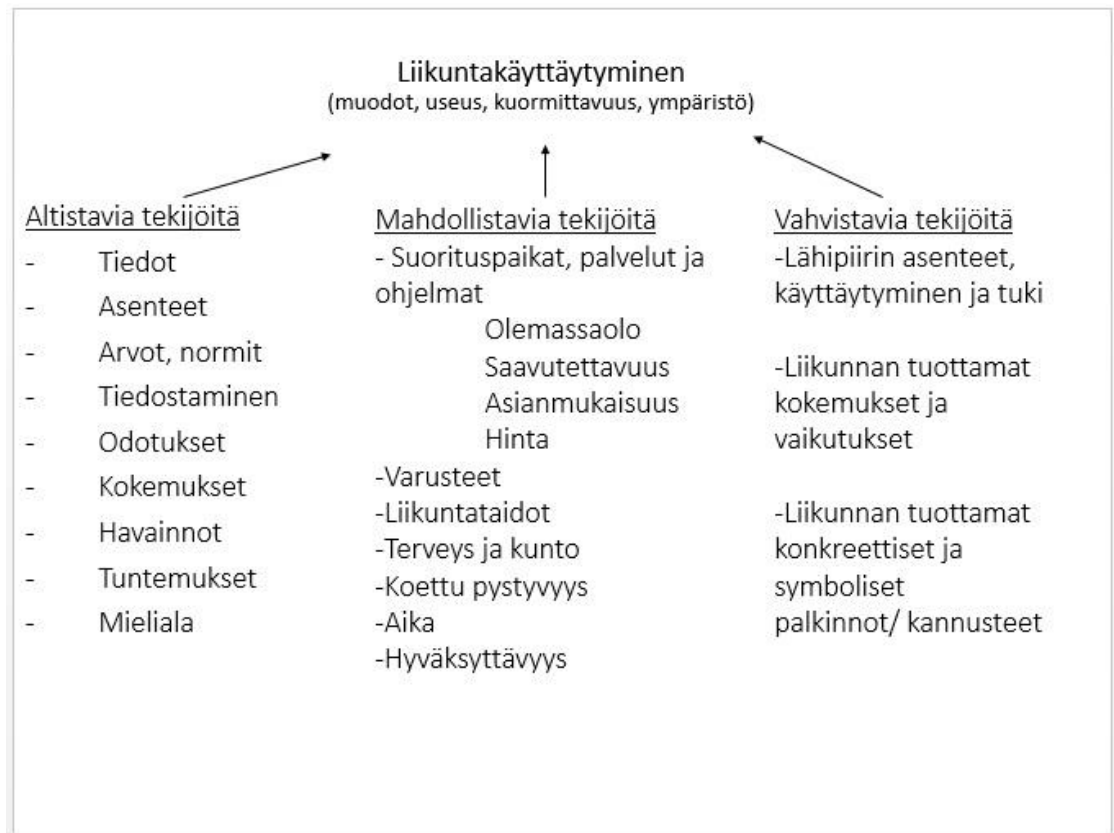 Liikuntakäyttäytyminen
(muodot, useus, kuormittavuus, ympäristö)
Altistavia tekijöitä
- Tiedot
- Asenteet
- Arvot, normit
- Tiedostaminen
- Odotukset
- Kokemukset
- Havainnot
- Tuntemukset
- Mieliala
Mahdollistavia tekijöitä
- Suorituspaikat, palvelut ja
ohjelmat
Olemassaolo
Saavutettavuus
Asianmukaisuus
Hinta
-Varusteet
-Liikuntataidot
-Terveys ja kunto
-Koettu pystyvyys
-Aika
-Hyväksyttävyys
Vahvistavia tekijöitä
-Lähipiirin asenteet,
käyttäytyminen ja tuki
-Liikunnan tuottamat
kokemukset ja
vaikutukset
-Liikunnan tuottamat
konkreettiset ja
symboliset
palkinnot/ kannusteet